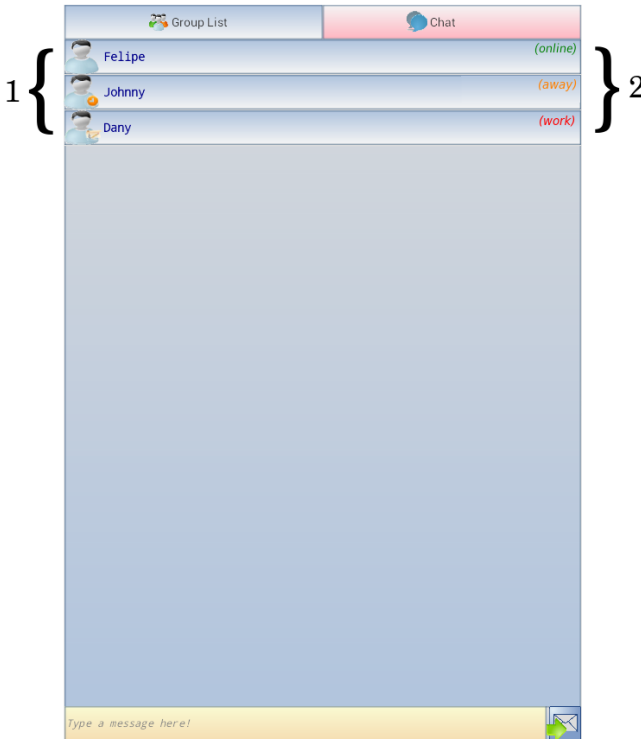 Group List
Chat
1
Felipe
(online)
Johnny
(away)
Dany
(work)
2
Type a message here!